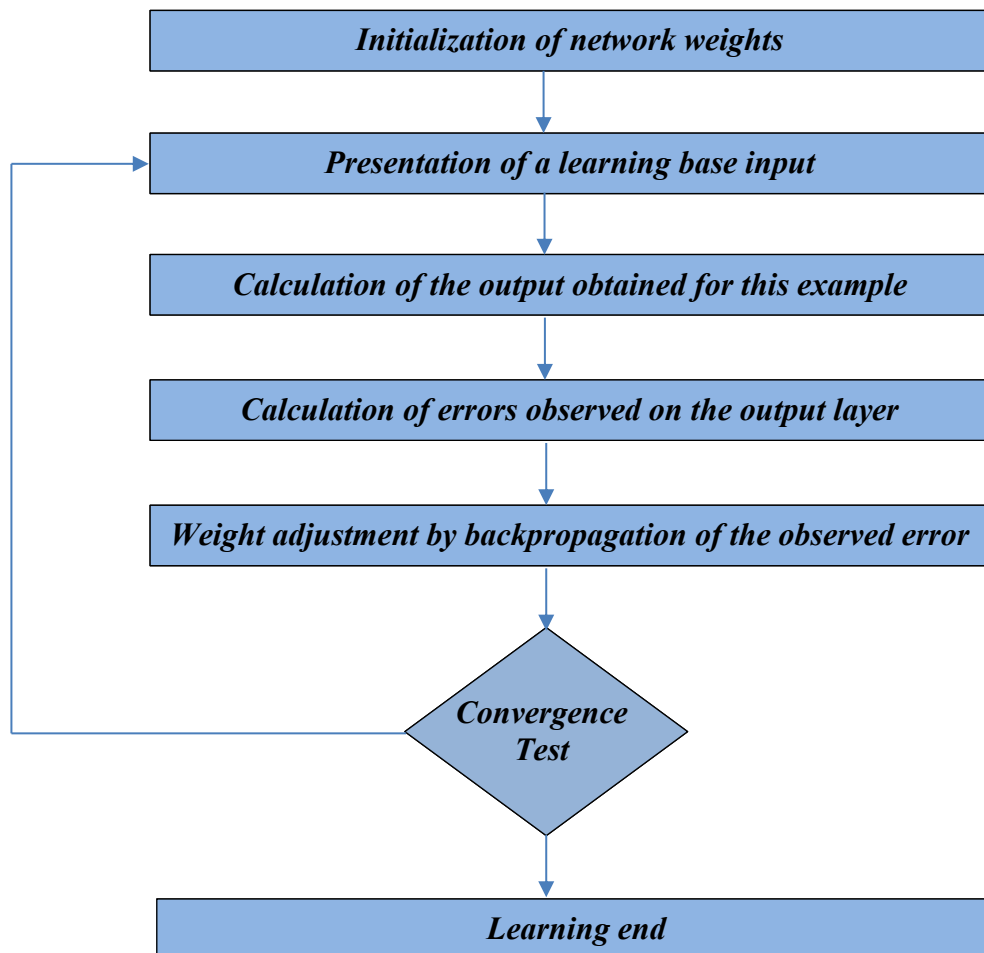 Initialization of network weights
Presentation of a learning base input
Calculation of the output obtained for this example
Calculation of errors observed on the output layer
Weight adjustment by backpropagation of the observed error
Convergence
Test
Learning end